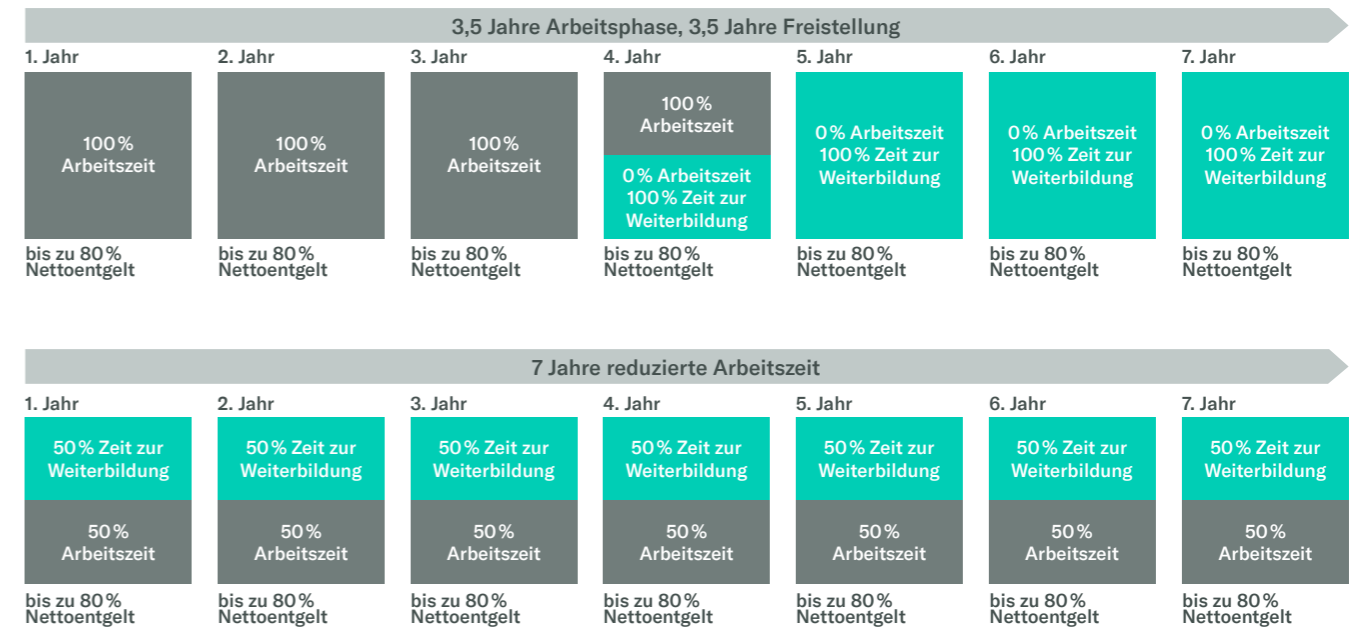 3,5 Jahre Arbeitsphase, 3,5 Jahre Freistellung
1. Jahr
2. Jahr
3. Jahr
4. Jahr
5. Jahr
6. Jahr
7. Jahr
100 %
Arbeitszeit
100 %
Arbeitszeit
100 %
Arbeitszeit
100 %
Arbeitszeit
0 % Arbeitszeit
100 % Zeit zur
Weiterbildung
0 % Arbeitszeit
100 % Zeit zur
Weiterbildung
0 % Arbeitszeit
100 % Zeit zur
Weiterbildung
0 % Arbeitszeit
100 % Zeit zur
Weiterbildung
bis zu 80 %
Nettoentgelt
bis zu 80 %
Nettoentgelt
bis zu 80 %
Nettoentgelt
bis zu 80 %
Nettoentgelt
bis zu 80 %
Nettoentgelt
bis zu 80 %
Nettoentgelt
bis zu 80 %
Nettoentgelt
7 Jahre reduzierte Arbeitszeit
1. Jahr
2. Jahr
3. Jahr
4. Jahr
5. Jahr
6. Jahr
7. Jahr
50 % Zeit zur
Weiterbildung
50 % Zeit zur
Weiterbildung
50 % Zeit zur
Weiterbildung
50 % Zeit zur
Weiterbildung
50 % Zeit zur
Weiterbildung
50 % Zeit zur
Weiterbildung
50 % Zeit zur
Weiterbildung
50 %
Arbeitszeit
50 %
Arbeitszeit
50 %
Arbeitszeit
50 %
Arbeitszeit
50 %
Arbeitszeit
50 %
Arbeitszeit
50 %
Arbeitszeit
bis zu 80 %
Nettoentgelt
bis zu 80 %
Nettoentgelt
bis zu 80 %
Nettoentgelt
bis zu 80 %
Nettoentgelt
bis zu 80 %
Nettoentgelt
bis zu 80 %
Nettoentgelt
bis zu 80 %
Nettoentgelt